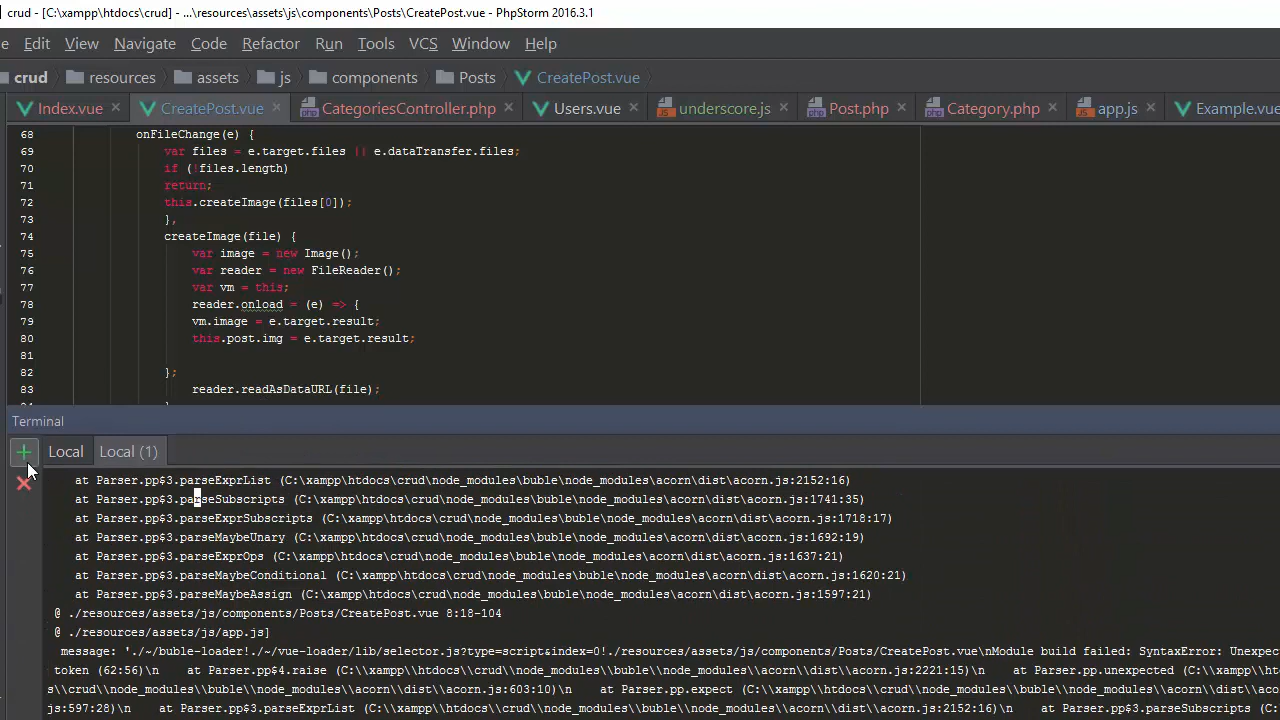 crud - [C:\xampp\htdocs\crud] - ...\resources\assets\js\components\Posts\CreatePost.vue - PhpStorm 2016.3.1
e Edit View Navigate Code Refactor Run Tools VCS Window Help
crud resources assets js components Posts CreatePost.vue
Index.vue CreatePost.vue CategoriesController.php Users.vue underscore.js Post.php Category.php app.js Example.vue
68 onFileChange(e) {
69 var files = e.target.files || e.dataTransfer.files;
70 if (!files.length)
71 return;
72 this.createImage(files[0]);
73 },
74 createImage(file) {
75 var image = new Image();
76 var reader = new FileReader();
77 var vm = this;
78 reader.onload = (e) => {
79 vm.image = e.target.result;
80 this.post.img = e.target.result;
81
82 };
83 reader.readAsDataURL(file);
Terminal
Local Local (1)
at Parser.pp$3.parseExprList (C:\xampp\htdocs\crud\node_modules\buble\node_modules\acorn\dist\acorn.js:2152:16)
at Parser.pp$3.parseSubscripts (C:\xampp\htdocs\crud\node_modules\buble\node_modules\acorn\dist\acorn.js:1741:35)
at Parser.pp$3.parseExprSubscripts (C:\xampp\htdocs\crud\node_modules\buble\node_modules\acorn\dist\acorn.js:1718:17)
at Parser.pp$3.parseMaybeUnary (C:\xampp\htdocs\crud\node_modules\buble\node_modules\acorn\dist\acorn.js:1692:19)
at Parser.pp$3.parseExprOps (C:\xampp\htdocs\crud\node_modules\buble\node_modules\acorn\dist\acorn.js:1637:21)
at Parser.pp$3.parseMaybeConditional (C:\xampp\htdocs\crud\node_modules\buble\node_modules\acorn\dist\acorn.js:1620:21)
at Parser.pp$3.parseMaybeAssign (C:\xampp\htdocs\crud\node_modules\buble\node_modules\acorn\dist\acorn.js:1597:21)
@ ./resources/assets/js/components/Posts/CreatePost.vue 8:18-104
@ ./resources/assets/js/app.js]
message: './~/buble-loader!./~/vue-loader/lib/selector.js?type=script&index=0!./resources/assets/js/components/Posts/CreatePost.vue\nModule build failed: SyntaxError: Unexpec
token (62:56)\n at Parser.pp$4.raise (C:\\xampp\\htdocs\\crud\\node_modules\\buble\\node_modules\\acorn\\dist\\acorn.js:2221:15)\n at Parser.pp.unexpected (C:\\xampp\\htdoc
s\\crud\\node_modules\\buble\\node_modules\\acorn\\dist\\acorn.js:603:10)\n at Parser.pp.expect (C:\\xampp\\htdocs\\crud\\node_modules\\buble\\node_modules\\acorn\\dist\\acorn.
js:597:28)\n at Parser.pp$3.parseExprList (C:\\xampp\\htdocs\\crud\\node_modules\\buble\\node_modules\\acorn\\dist\\acorn.js:2152:16)\n at Parser.pp$3.parseSubscripts (C: